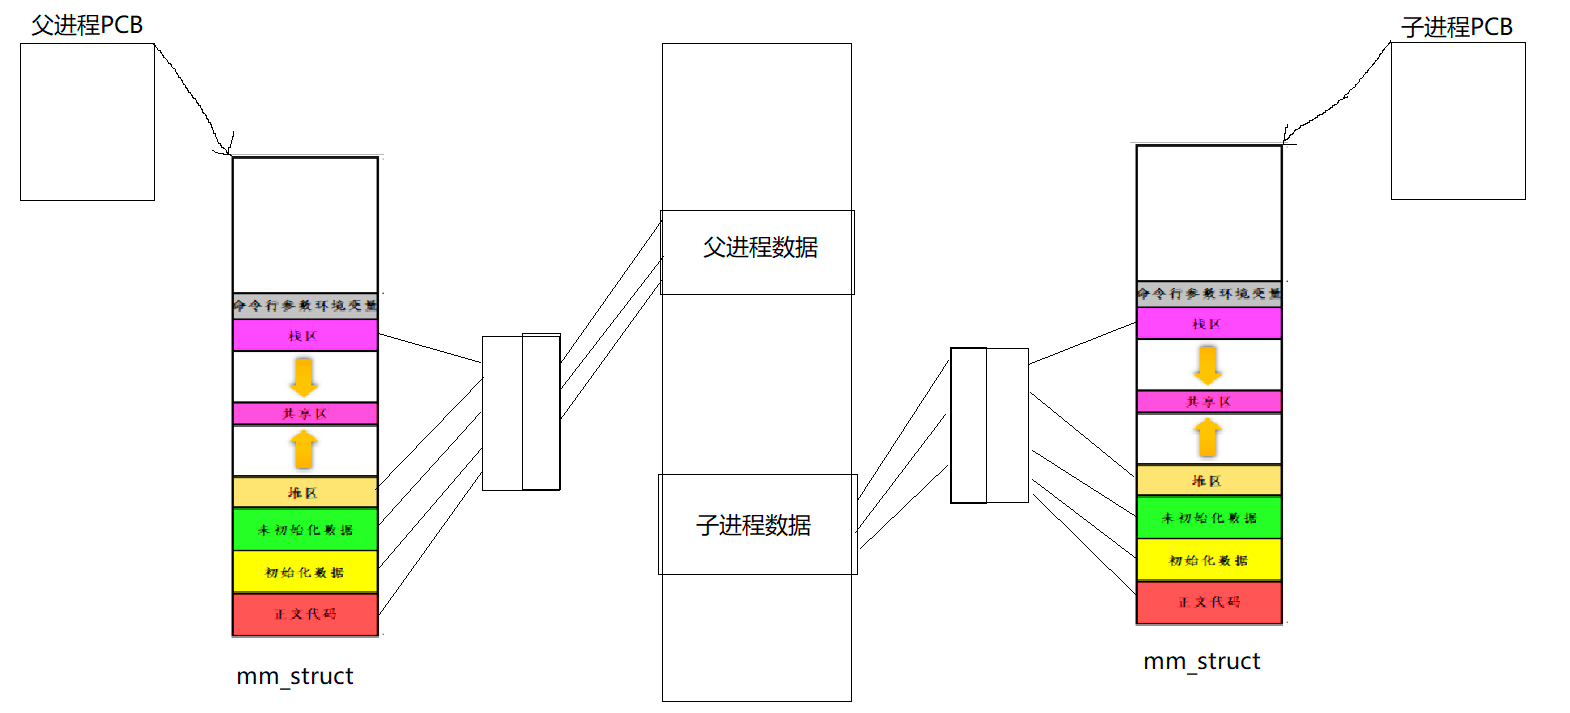 父进程PCB
子进程PCB
父进程数据
子进程数据
命令行参数环境变量
栈区
共享区
堆区
未初始化数据
初始化数据
正文代码
mm_struct
命令行参数环境变量
栈区
共享区
堆区
未初始化数据
初始化数据
正文代码
mm_struct